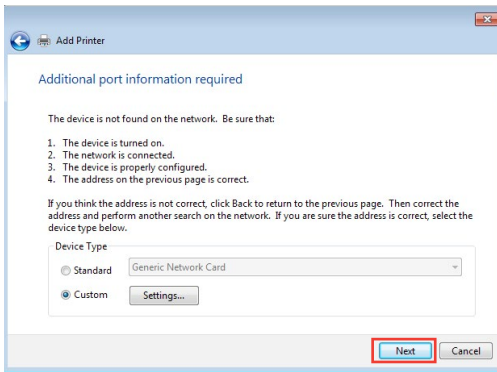 Add Printer
Additional port information required
The device is not found on the network. Be sure that:
1. The device is turned on.
2. The network is connected.
3. The device is properly configured.
4. The address on the previous page is correct.
If you think the address is not correct, click Back to return to the previous page. Then correct the
address and perform another search on the network. If you are sure the address is correct, select the
device type below.
Device Type
Standard Generic Network Card
Custom Settings...
Next Cancel